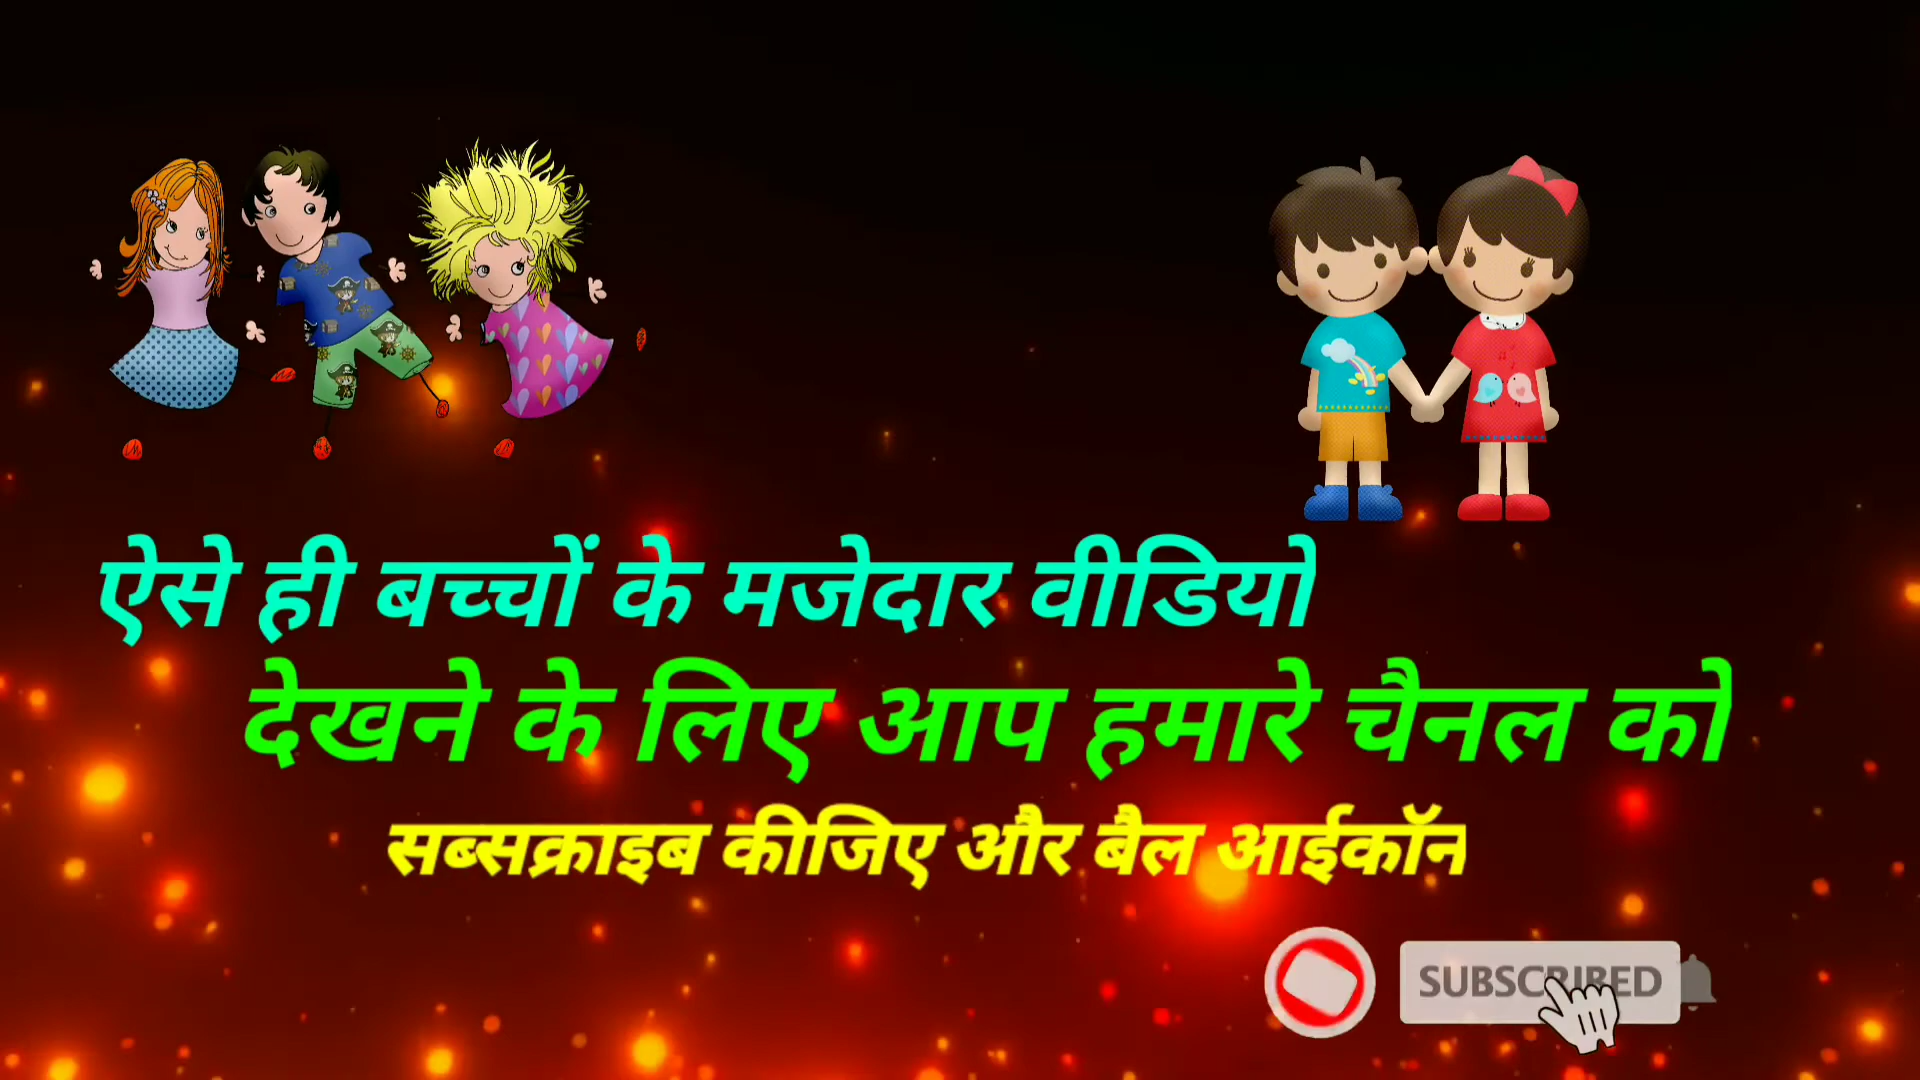 ऐसे ही बच्चों के मजेदार वीडियो
देखने के लिए आप हमारे चैनल को
सब्सक्राइब कीजिए और बैल आईकॉन
SUBSCRIBED